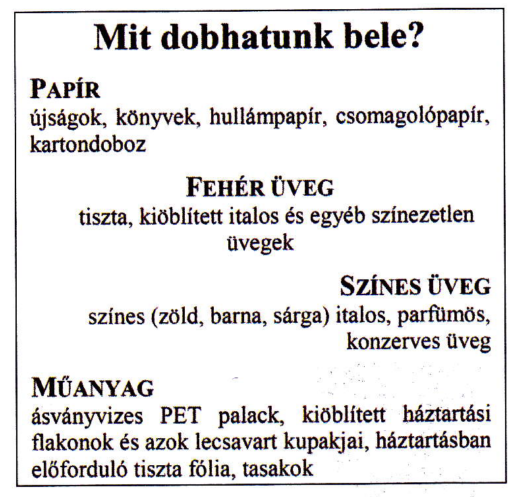 Mit dobhatunk bele?
PAPÍR
újságok, könyvek, hullámpapír, csomagolópapír,
kartondoboz
FEHÉR ÜVEG
tiszta, kiöblített italos és egyéb színezetlen
üvegek
SZÍNES ÜVEG
színes (zöld, barna, sárga) italos, parfümös,
konzerves üveg
MŰANYAG
ásványvizes PET palack, kiöblített háztartási
flakonok és azok lecsavart kupakjai, háztartásban
előforduló tiszta fólia, tasakok